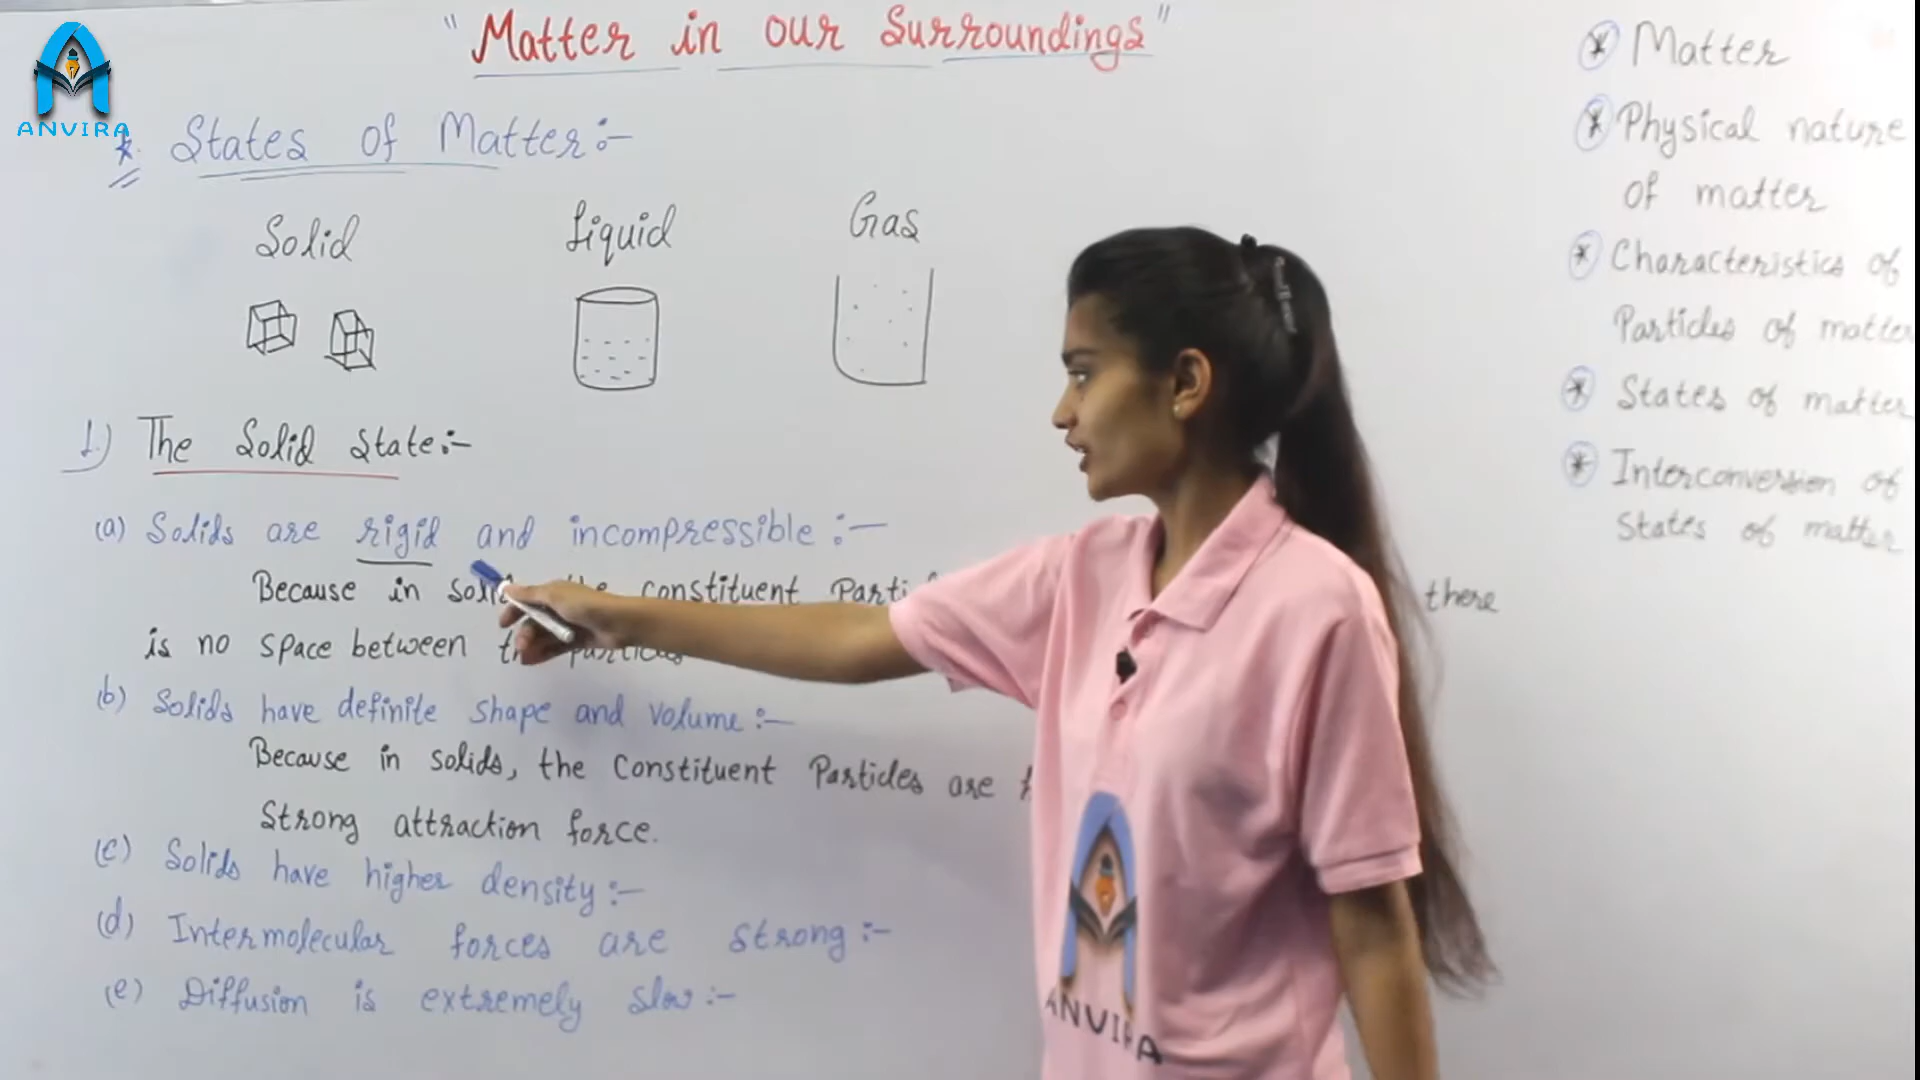 "Matter in our Surroundings"
ANVIRA
* States of Matter:-
Solid
Liquid
Gas
1.) The Solid State:-
(a) Solids are rigid and incompressible :-
Because in the constituent there
is no space between particles
(b) Solids have definite shape and volume :-
Because in solids, the constituent Particles are
Strong attraction force.
(c) Solids have higher density :-
(d) Intermolecular forces are strong :-
(e) Diffusion is extremely slow :-
* Matter
* Physical nature
of matter
* Characteristics of
Particles of matter
* States of matter
* Interconversion of
States of matter
ANVIRA